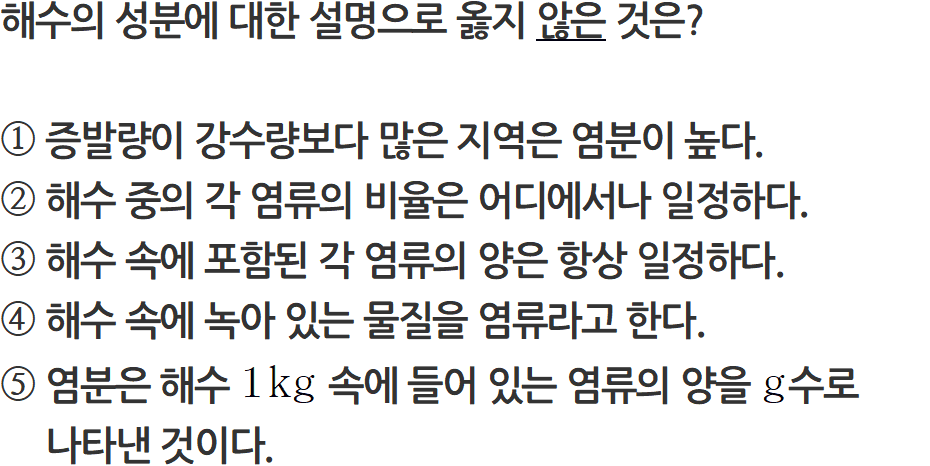 해수의 성분에 대한 설명으로 옳지 않은 것은?
① 증발량이 강수량보다 많은 지역은 염분이 높다.
② 해수 중의 각 염류의 비율은 어디에서나 일정하다.
③ 해수 속에 포함된 각 염류의 양은 항상 일정하다.
④ 해수 속에 녹아 있는 물질을 염류라고 한다.
⑤ 염분은 해수 1kg 속에 들어 있는 염류의 양을 g수로
나타낸 것이다.